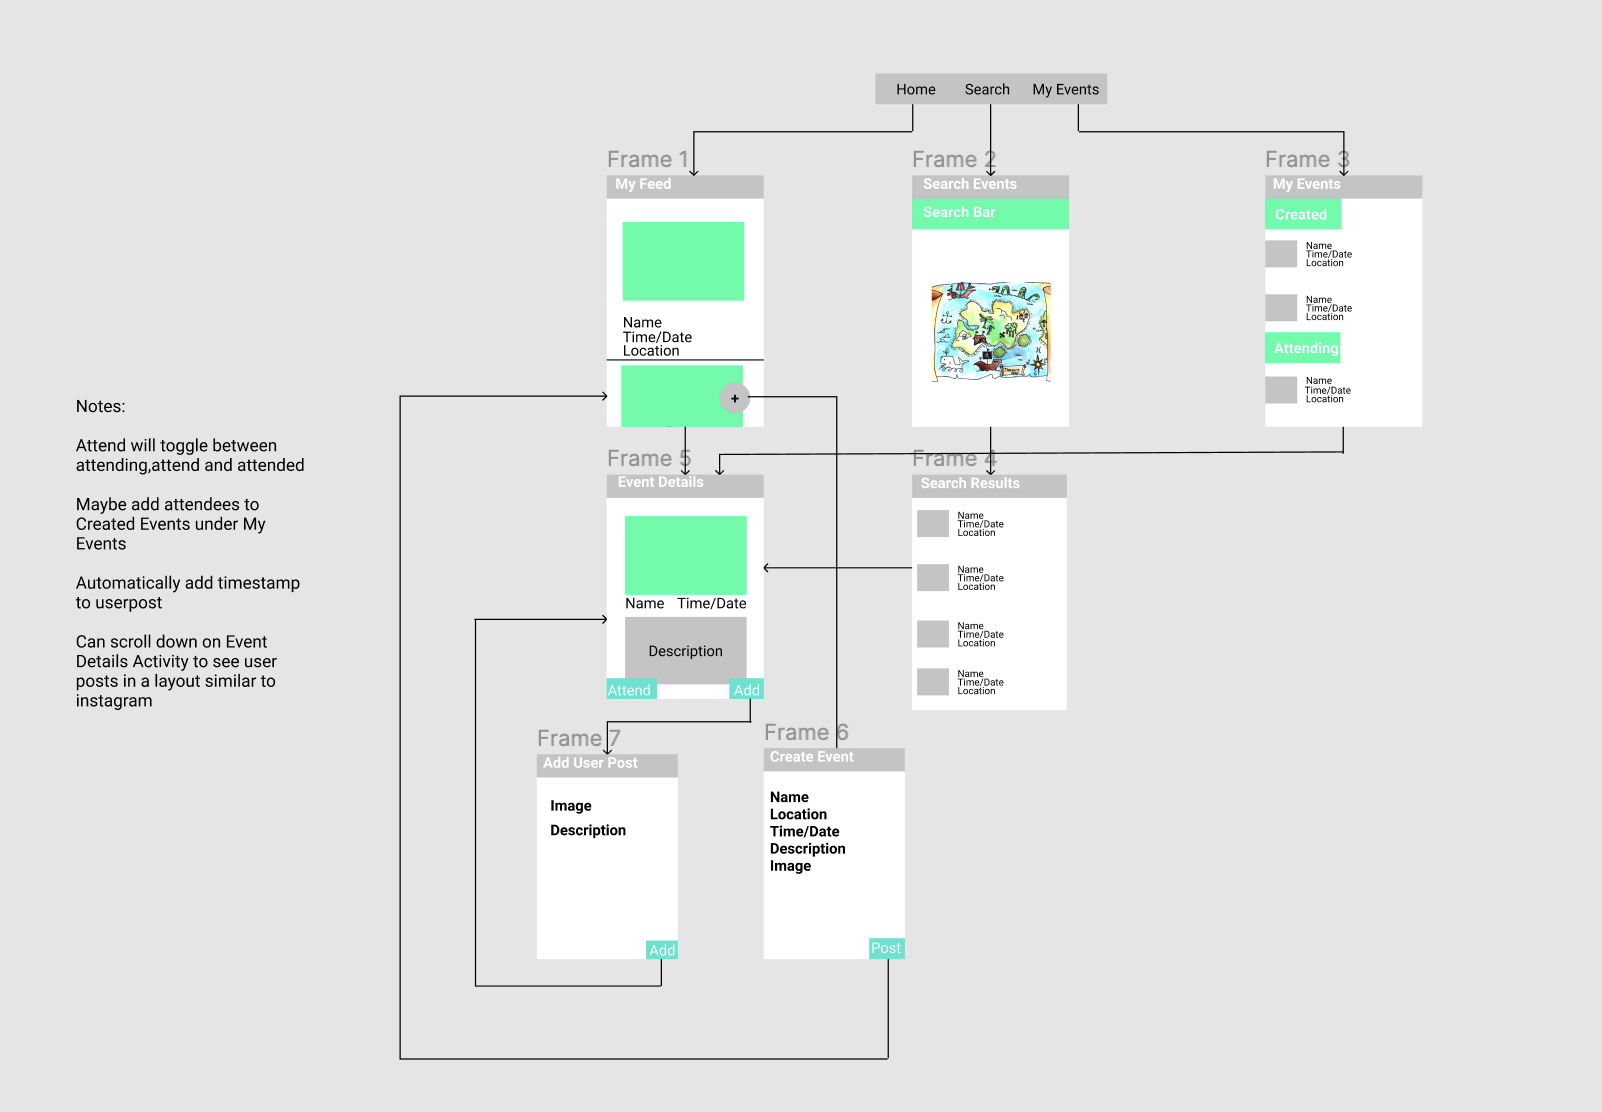 Home Search My Events
Frame 1
My Feed
Name
Time/Date
Location
+
Frame 2
Search Events
Search Bar
Frame 3
My Events
Created
Name
Time/Date
Location
Name
Time/Date
Location
Attending
Name
Time/Date
Location
Notes:
Attend will toggle between
attending,attend and attended
Maybe add attendees to
Created Events under My
Events
Automatically add timestamp
to userpost
Can scroll down on Event
Details Activity to see user
posts in a layout similar to
instagram
Frame 5
Event Details
Name Time/Date
Description
Attend Add
Frame 4
Search Results
Name
Time/Date
Location
Name
Time/Date
Location
Name
Time/Date
Location
Name
Time/Date
Location
Frame 7
Add User Post
Image
Description
Add
Frame 6
Create Event
Name
Location
Time/Date
Description
Image
Post